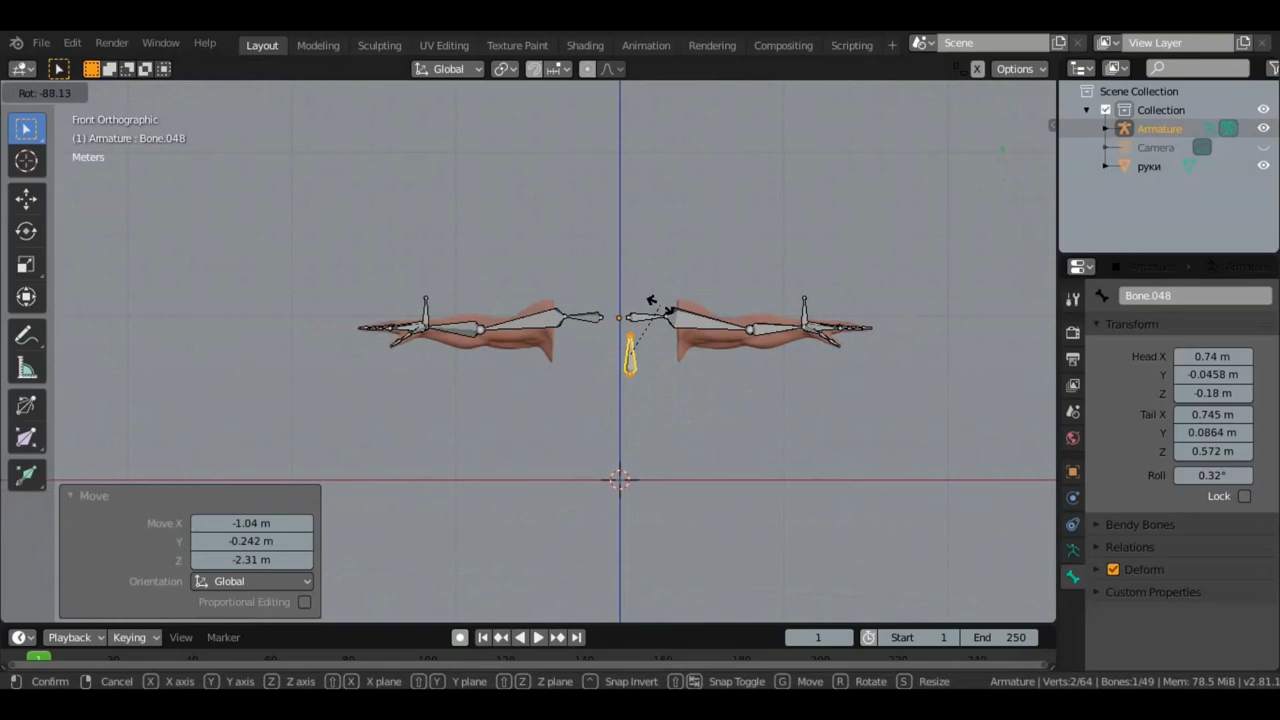 File Edit Render Window Help Layout Modeling Sculpting UV Editing Texture Paint Shading Animation Rendering Compositing Scripting + Scene View Layer
Global X Options
Rot: -88.13
Front Orthographic
(1) Armature : Bone.048
Meters
Scene Collection
Collection
Armature
Camera
руки
Bone.048
Transform
Head X 0.74 m
Y -0.0458 m
Z -0.18 m
Tail X 0.745 m
Y 0.0864 m
Z 0.572 m
Roll 0.32°
Lock
Bendy Bones
Relations
Deform
Custom Properties
Move
Move X -1.04 m
Y -0.242 m
Z -2.31 m
Orientation Global
Proportional Editing
Playback Keying View Marker 1 Start 1 End 250
1
Confirm Cancel X X axis Y Y axis Z Z axis X X plane Y Y plane Z Z plane Snap Invert Snap Toggle G Move R Rotate S Resize Armature | Verts:2/64 | Bones:1/49 | Mem: 78.5 MiB | v2.81.1